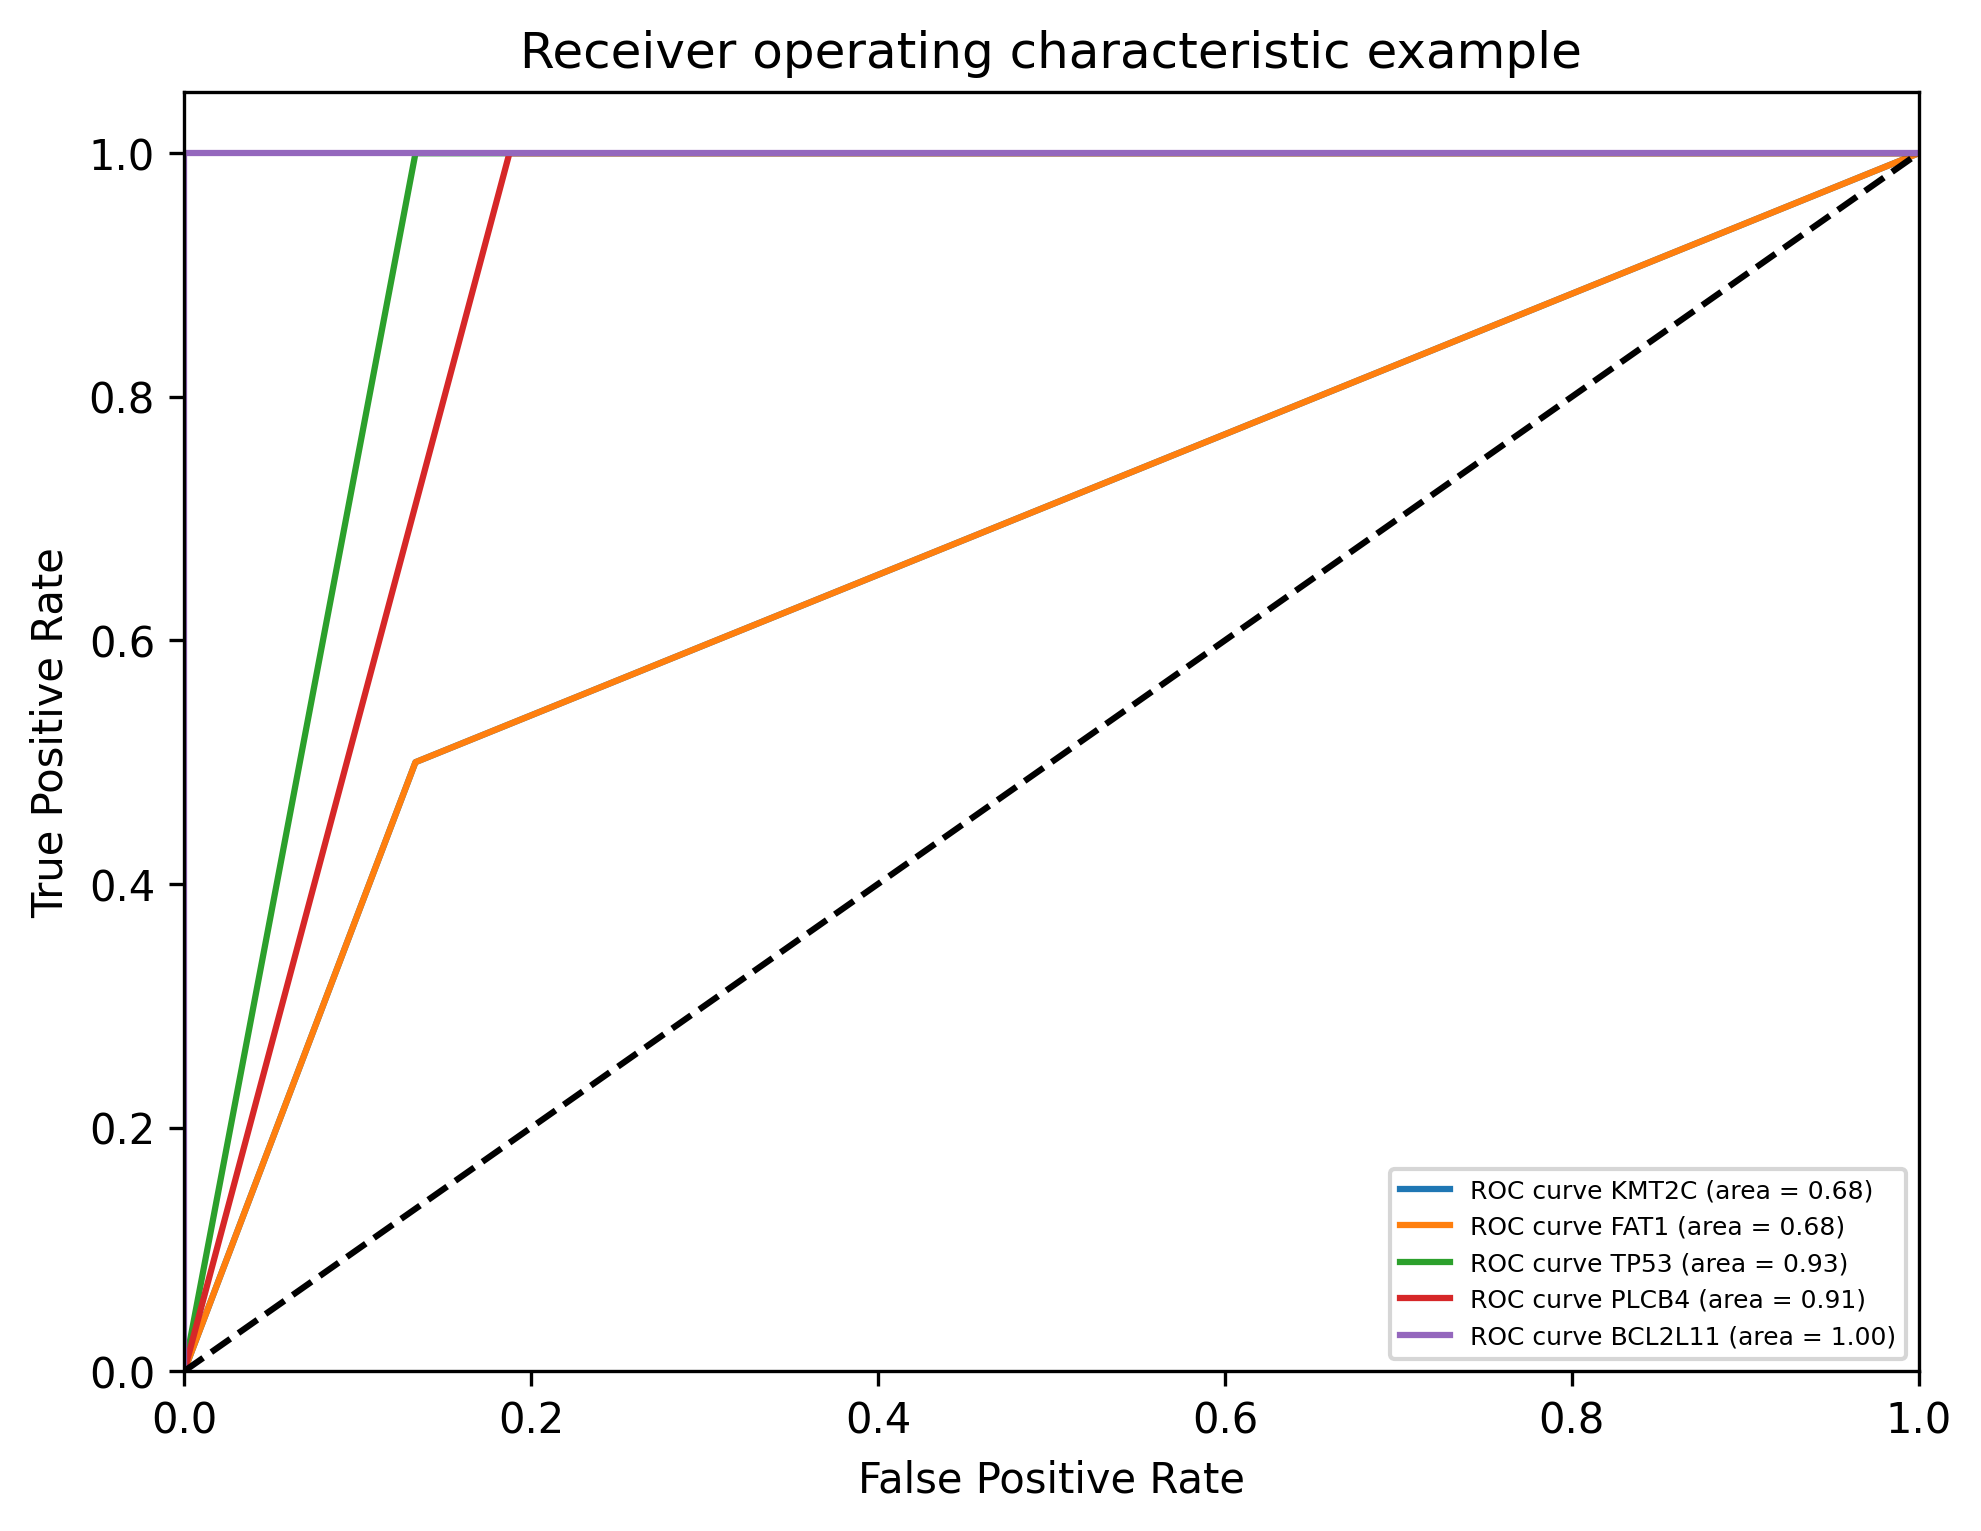 Receiver operating characteristic example
1.0
0.8
0.6
0.4
0.2
0.0
True Positive Rate
ROC curve KMT2C (area = 0.68)
ROC curve FAT1 (area = 0.68)
ROC curve TP53 (area = 0.93)
ROC curve PLCB4 (area = 0.91)
ROC curve BCL2L11 (area = 1.00)
0.0 0.2 0.4 0.6 0.8 1.0
False Positive Rate